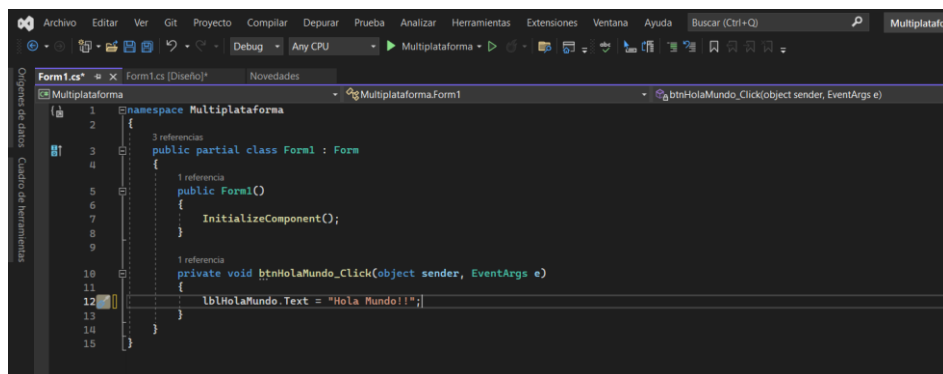 Archivo Editar Ver Git Proyecto Compilar Depurar Prueba Analizar Herramientas Extensiones Ventana Ayuda Buscar (Ctrl+Q) Multiplatafo
Debug Any CPU Multiplataforma
Orígenes de datos
Cuadro de herramientas
Form1.cs* Form1.cs [Diseño]* Novedades
Multiplataforma Multiplataforma.Form1 btnHolaMundo_Click(object sender, EventArgs e)
1 namespace Multiplataforma
2 {
3 referencias
3 public partial class Form1 : Form
4 {
1 referencia
5 public Form1()
6 {
7 InitializeComponent();
8 }
9
1 referencia
10 private void btnHolaMundo_Click(object sender, EventArgs e)
11 {
12 lblHolaMundo.Text = "Hola Mundo!!";
13 }
14 }
15 }